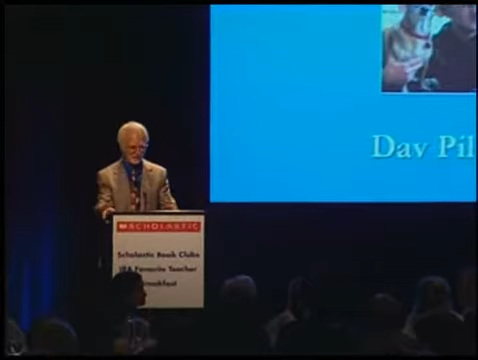 Dav Pil
SCHOLASTIC
Scholastic Book Clubs
IRA Favorite Teacher
Breakfast